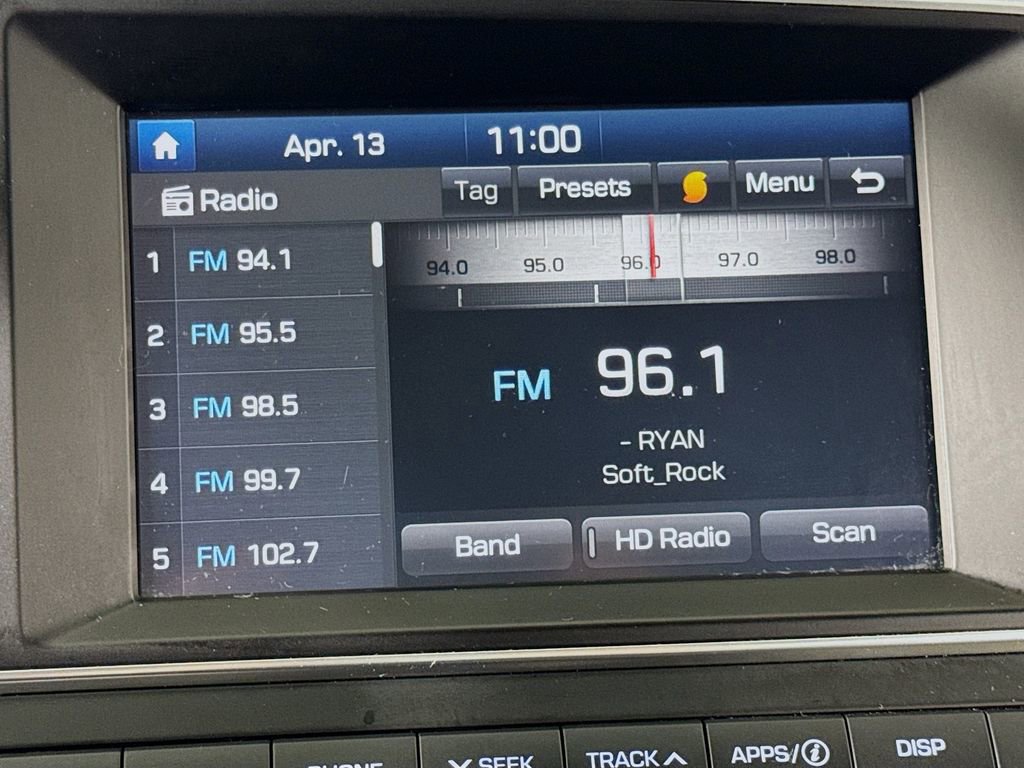 Apr. 13 11:00
Radio Tag Presets Menu
1 FM 94.1
2 FM 95.5
3 FM 98.5
4 FM 99.7
5 FM 102.7
94.0 95.0 96.0 97.0 98.0
FM 96.1
- RYAN
Soft_Rock
Band HD Radio Scan
PHONE SEEK TRACK APPS/i DISP